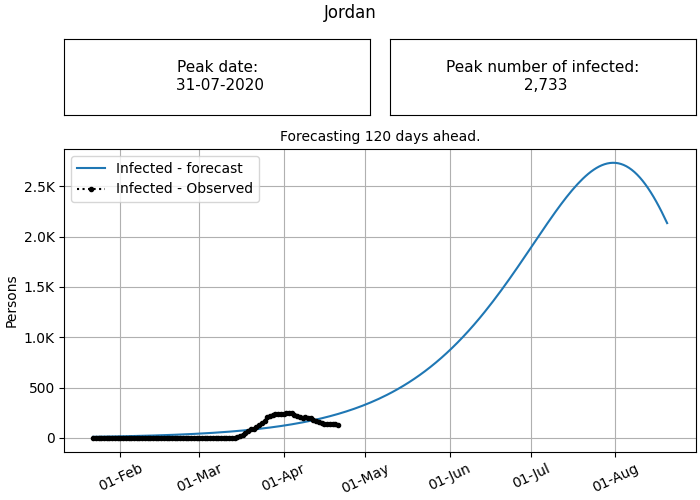 Jordan
Peak date:
31-07-2020
Peak number of infected:
2,733
Forecasting 120 days ahead.
Infected - forecast
Infected - Observed
Persons
2.5K
2.0K
1.5K
1.0K
500
0
01-Feb
01-Mar
01-Apr
01-May
01-Jun
01-Jul
01-Aug